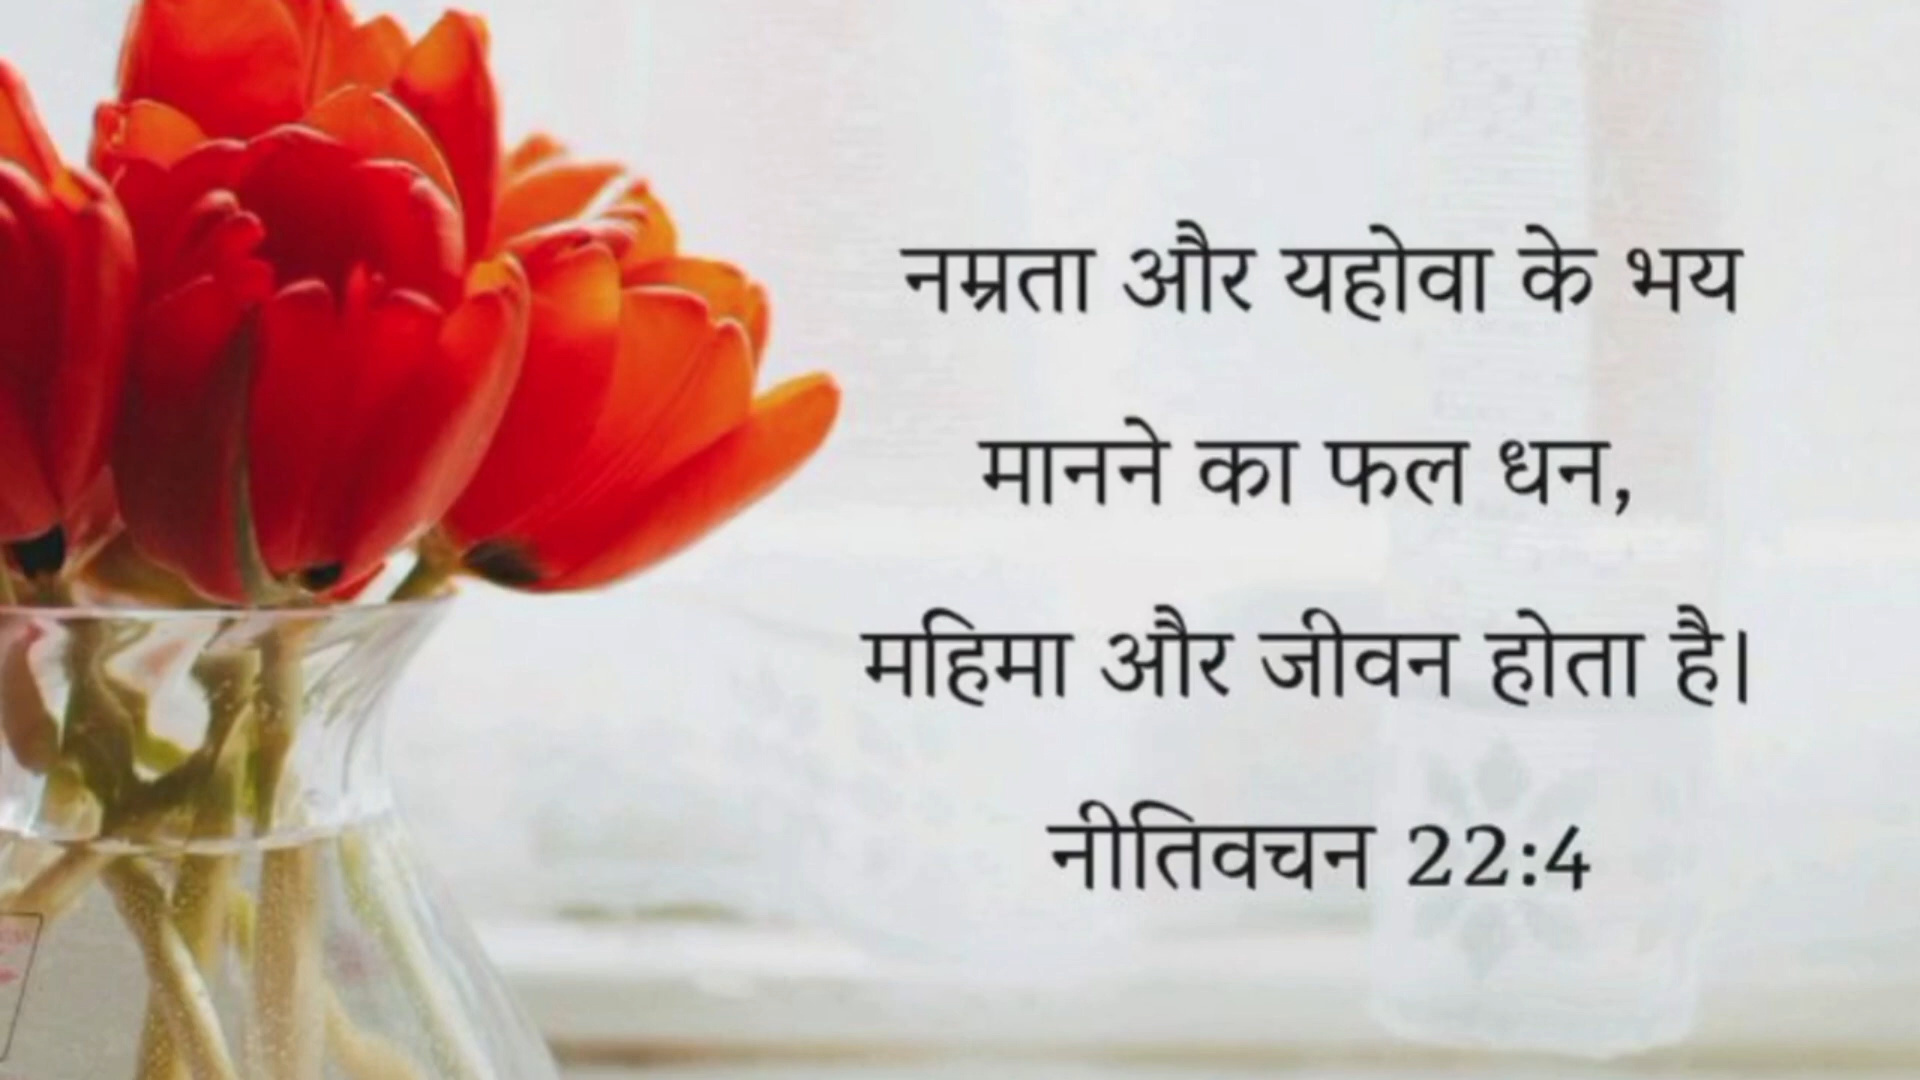 नम्रता और यहोवा के भय
मानने का फल धन,
महिमा और जीवन होता है।
नीतिवचन 22:4